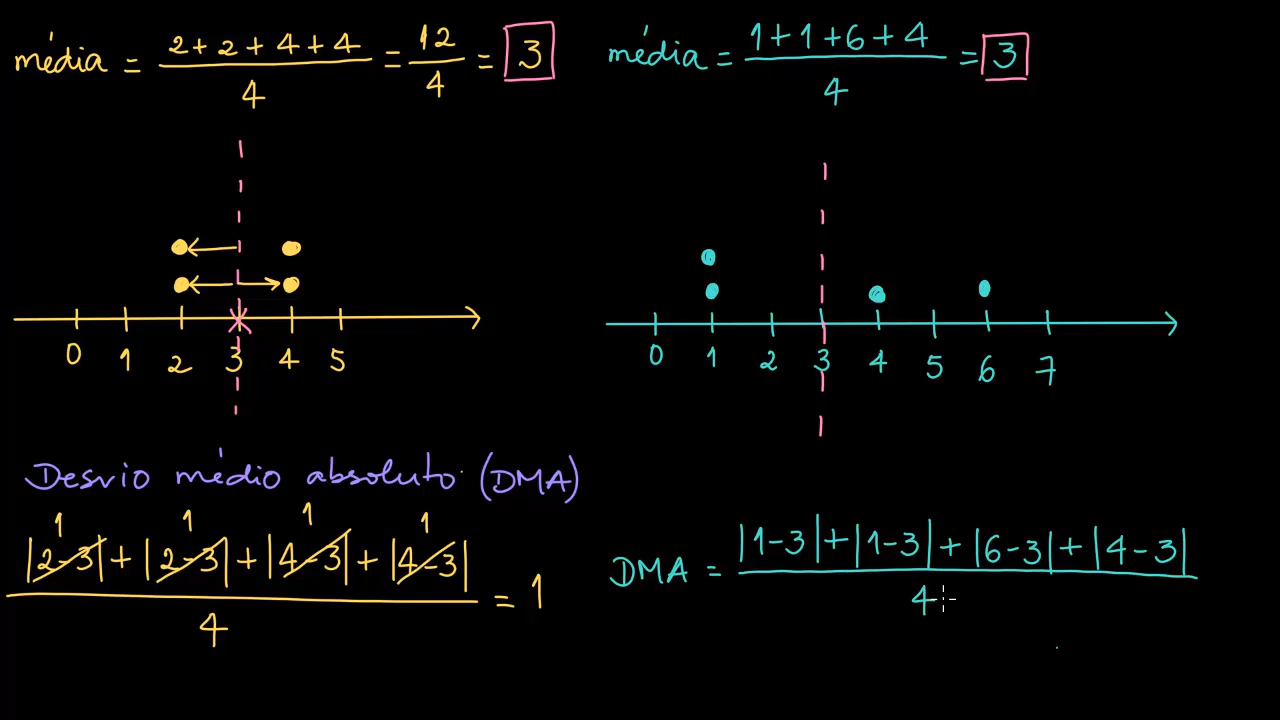 média = (2+2+4+4)/4 = 12/4 = 3
média = (1+1+6+4)/4 = 3
0 1 2 3 4 5
0 1 2 3 4 5 6 7
Desvio médio absoluto (DMA)
1 1 1 1
(|2-3|+|2-3|+|4-3|+|4-3|)/4 = 1
DMA = (|1-3|+|1-3|+|6-3|+|4-3|)/4